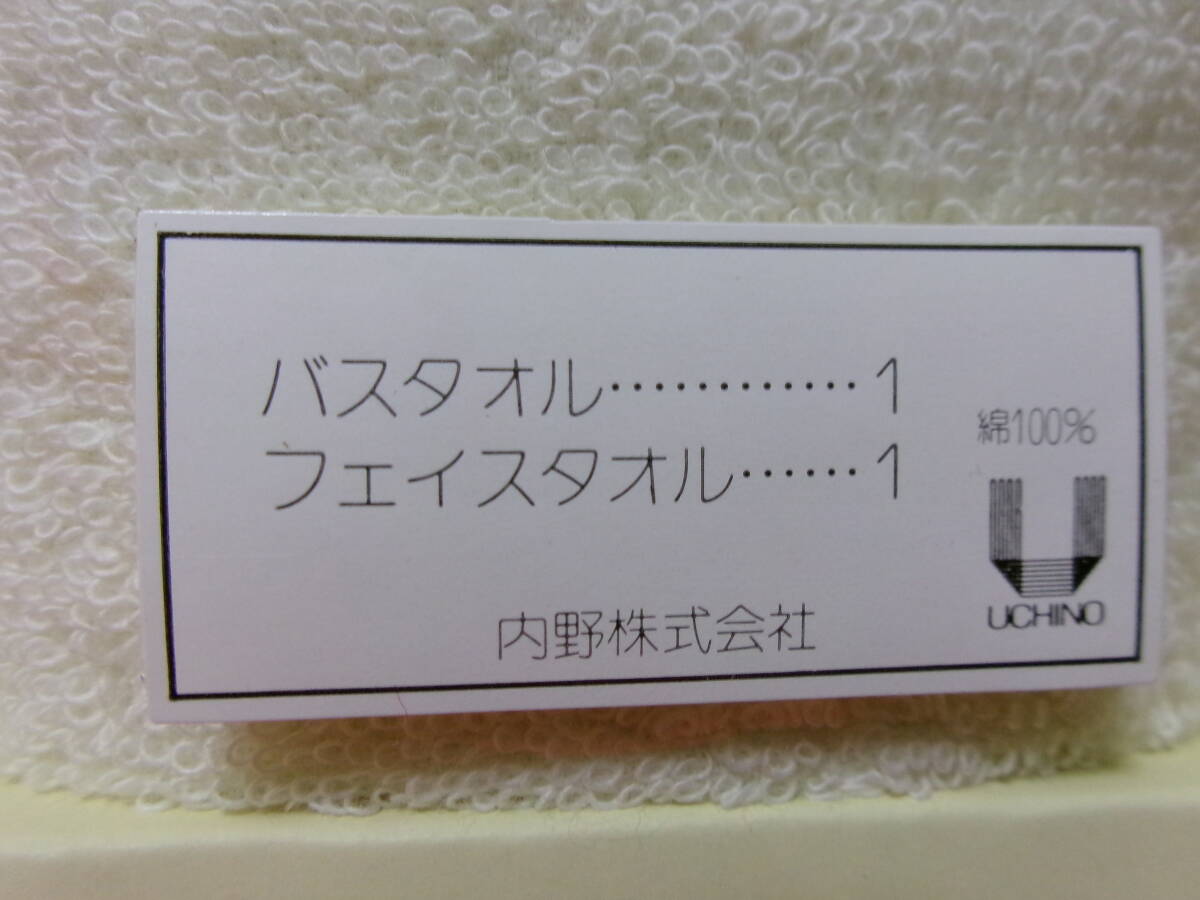 バスタオル…………1
フェイスタオル……1
綿100%
UCHINO
内野株式会社